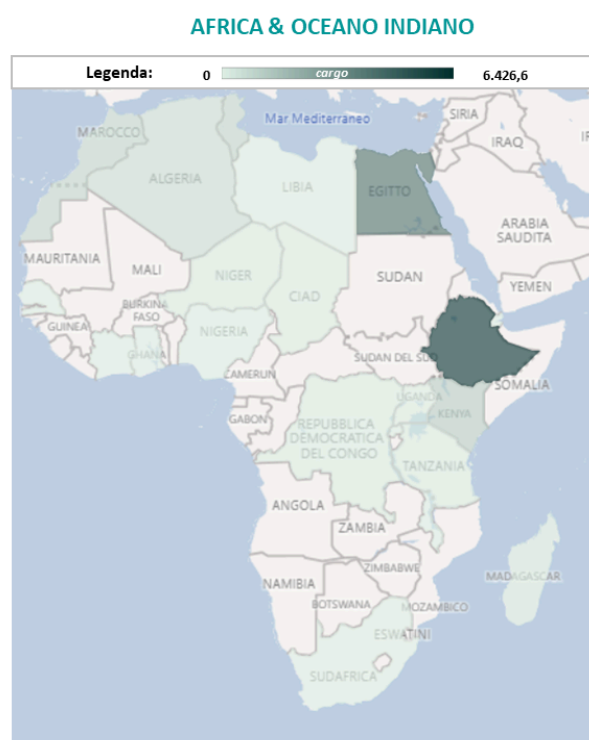 AFRICA & OCEANO INDIANO
Legenda:
0
cargo
6.426,6
Mar Mediterraneo
SIRIA
MAROCCO
IRAQ
ALGERIA
LIBIA
EGITTO
ARABIA
SAUDITA
MAURITANIA
MALI
NIGER
SUDAN
YEMEN
CIAD
BURKINA
FASO
GUINEA
NIGERIA
GHANA
SUDAN DEL SUD
CAMERUN
SOMALIA
UGANDA
KENYA
GABON
REPUBBLICA
DEMOCRATICA
DEL CONGO
TANZANIA
ANGOLA
ZAMBIA
ZIMBABWE
MADAGASCAR
NAMIBIA
BOTSWANA
MOZAMBICO
ESWATINI
SUDAFRICA